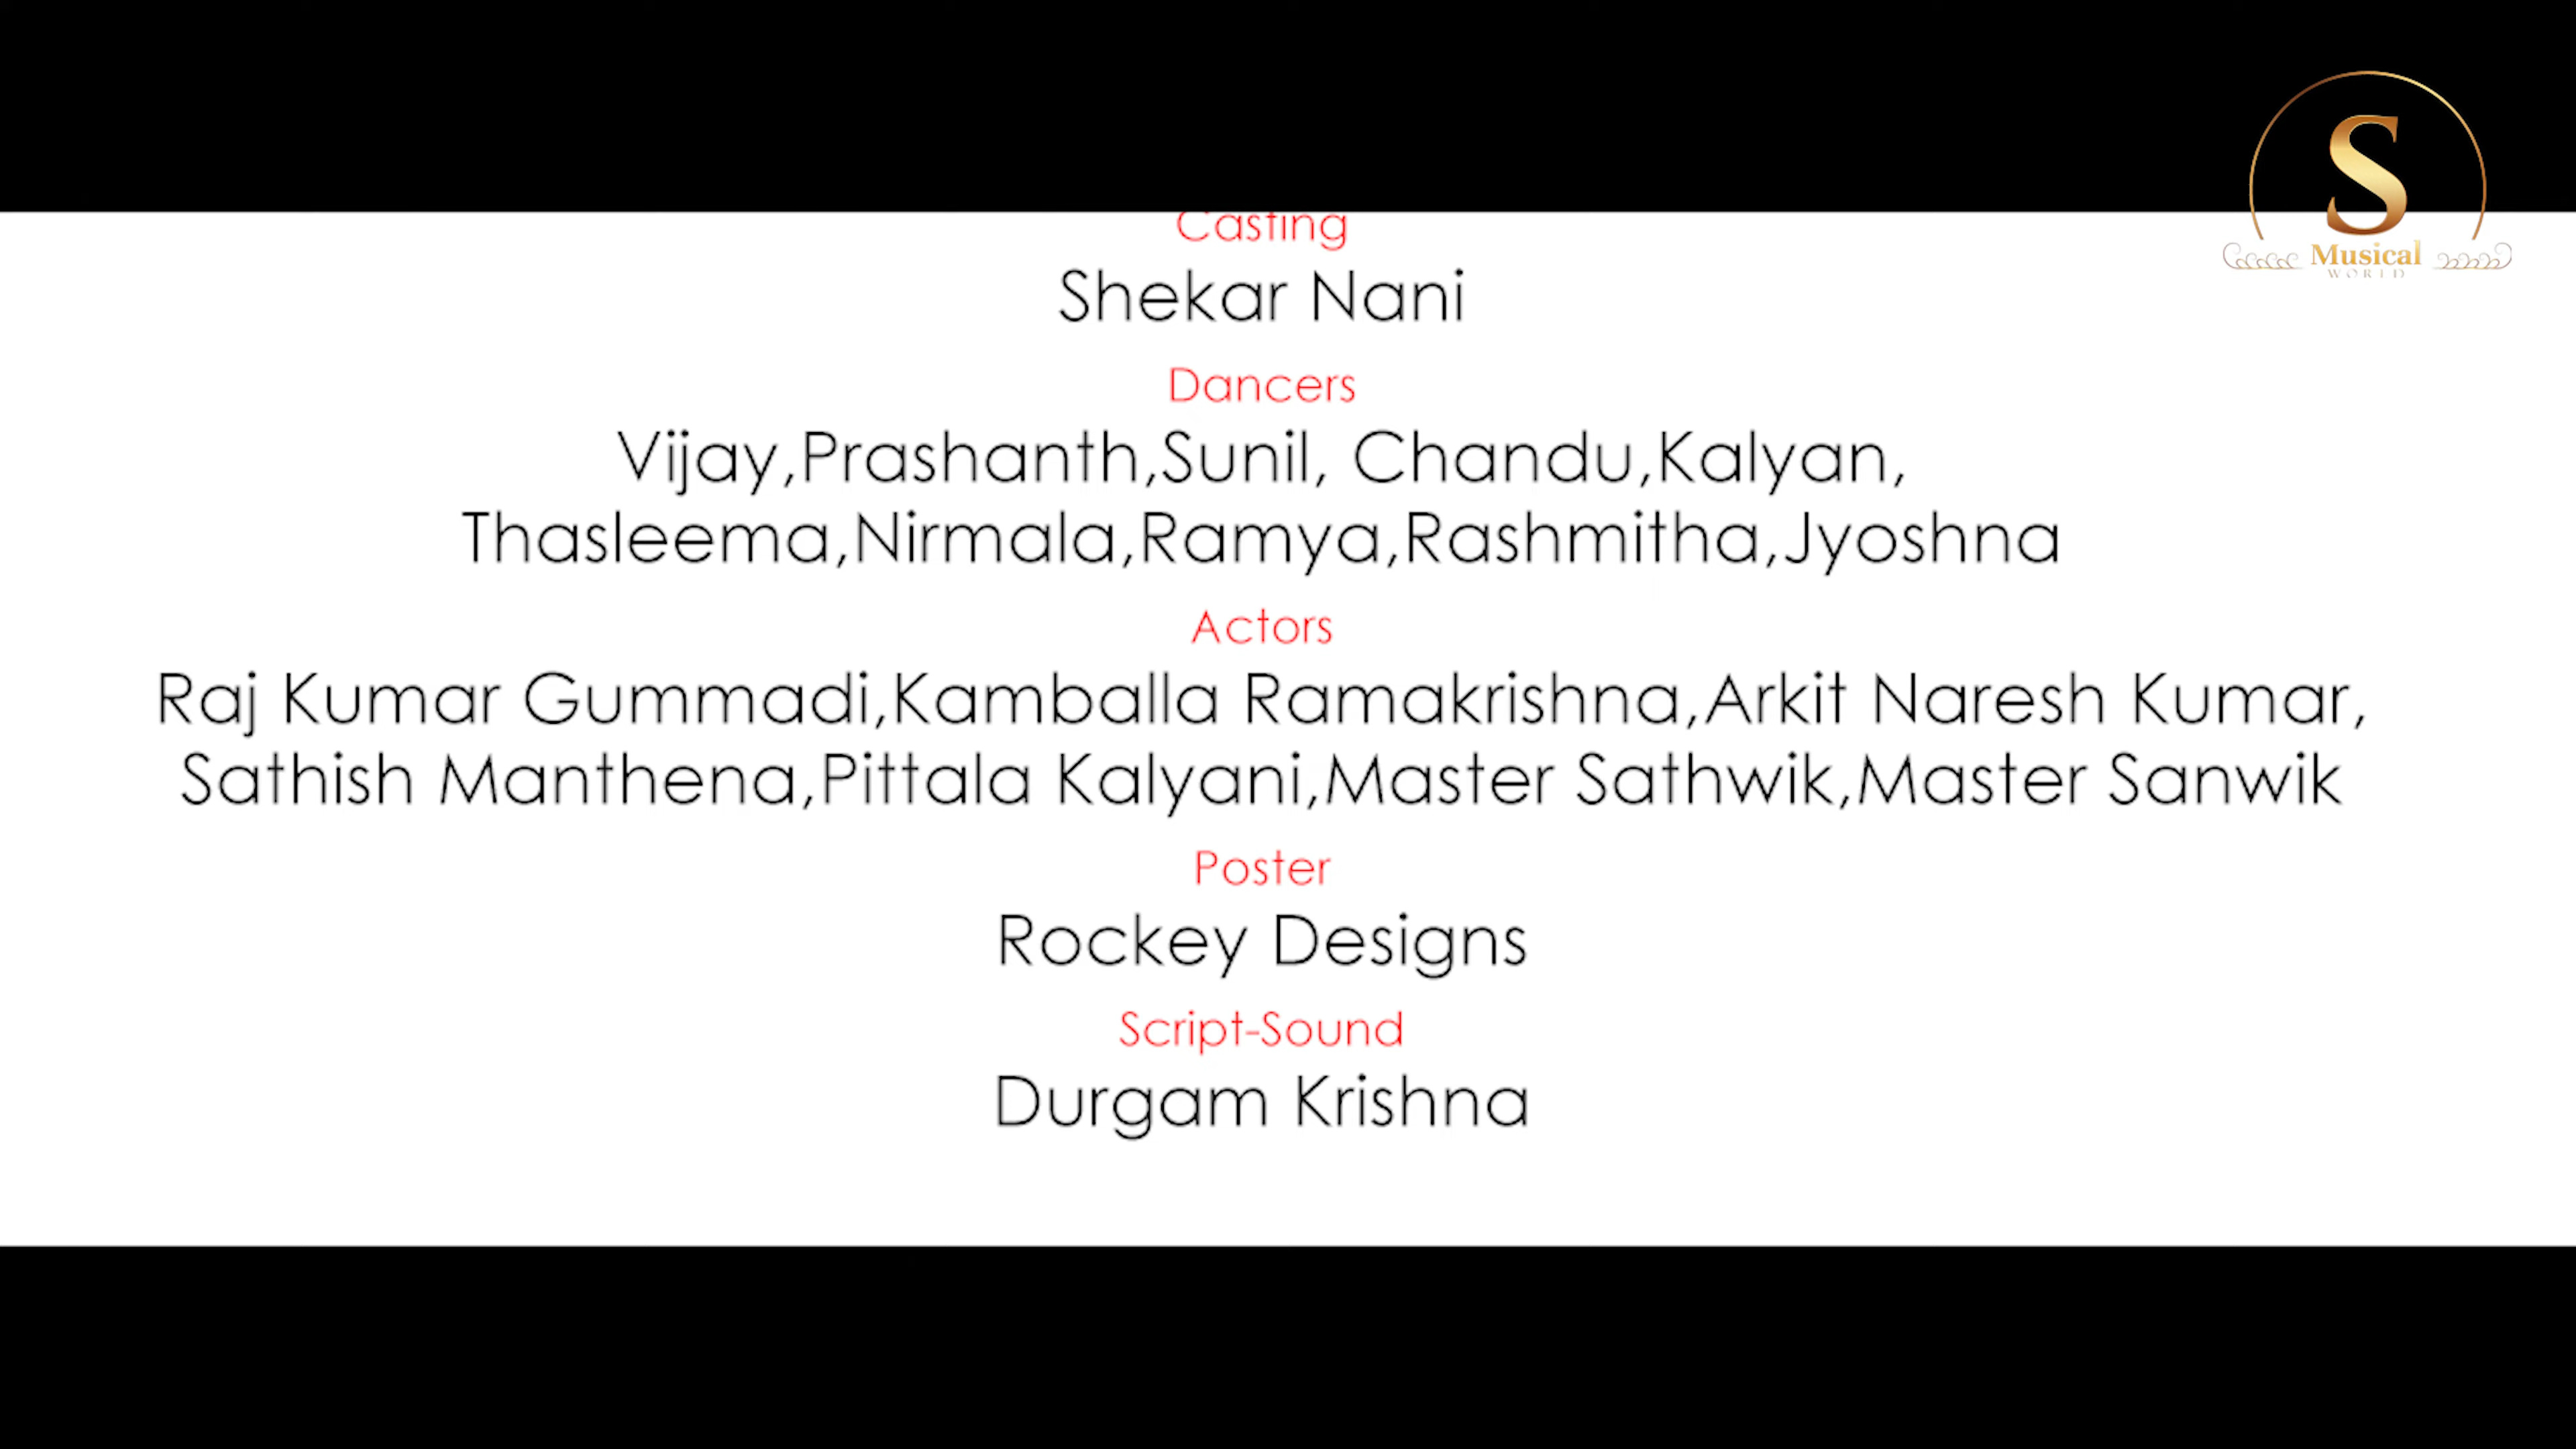 S
Musical
WORLD
Casting
Shekar Nani
Dancers
Vijay,Prashanth,Sunil, Chandu,Kalyan,
Thasleema,Nirmala,Ramya,Rashmitha,Jyoshna
Actors
Raj Kumar Gummadi,Kamballa Ramakrishna,Arkit Naresh Kumar,
Sathish Manthena,Pittala Kalyani,Master Sathwik,Master Sanwik
Poster
Rockey Designs
Script-Sound
Durgam Krishna